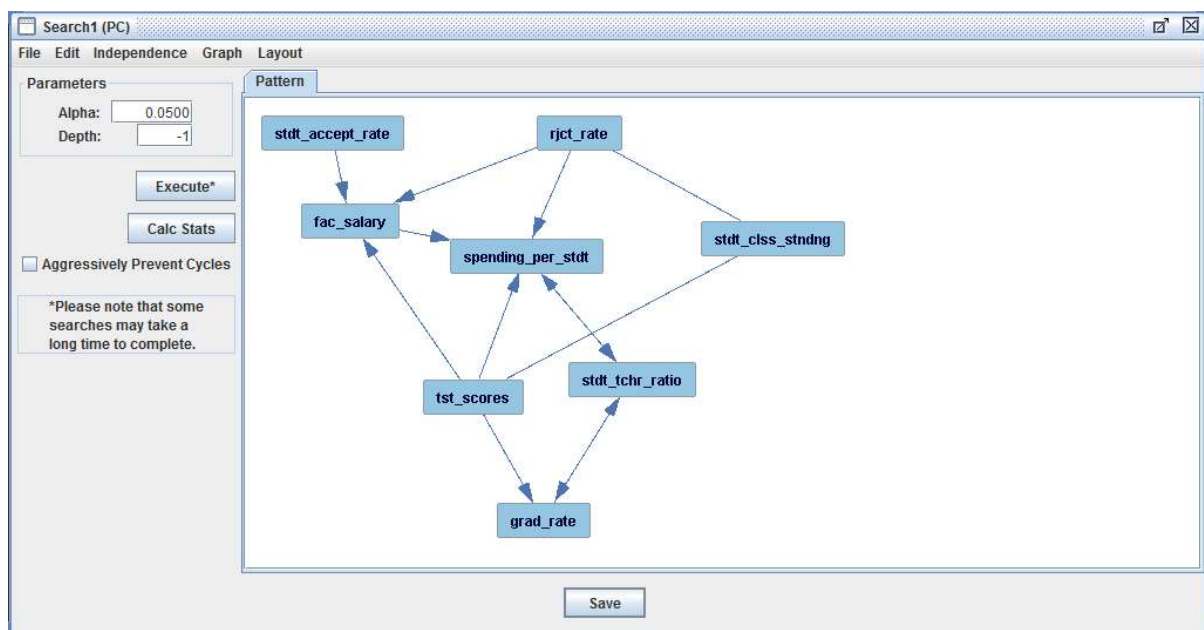 Search1 (PC)
File Edit Independence Graph Layout
Parameters
Alpha: 0.0500
Depth: -1
Execute*
Calc Stats
Aggressively Prevent Cycles
*Please note that some
searches may take a
long time to complete.
Pattern
stdt_accept_rate
rjct_rate
fac_salary
stdt_clss_stndng
spending_per_stdt
stdt_tchr_ratio
tst_scores
grad_rate
Save